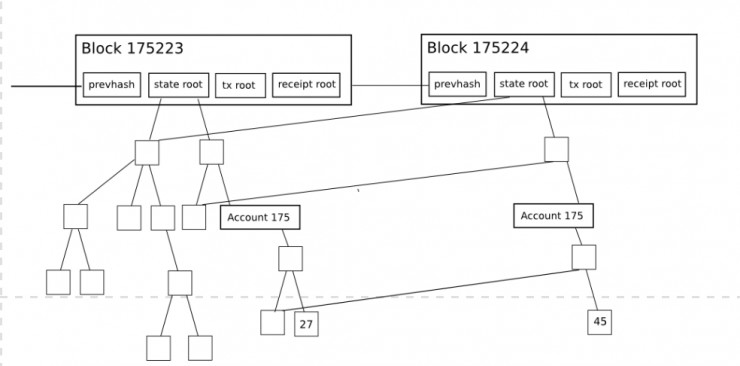 Block 175223
prevhash state root tx root receipt root
Block 175224
prevhash state root tx root receipt root
Account 175
Account 175
27
45